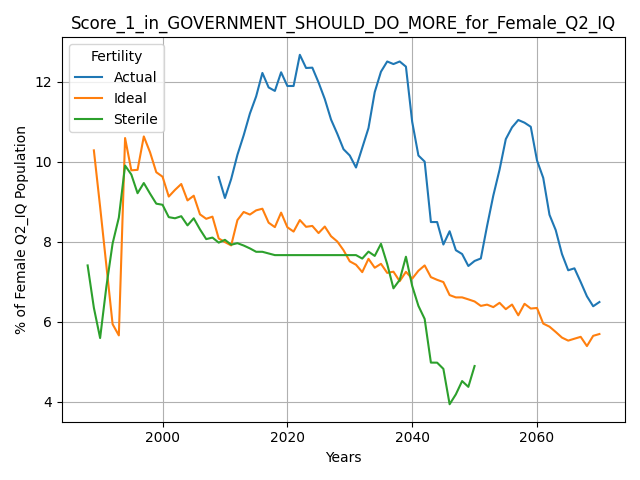 Score_1_in_GOVERNMENT_SHOULD_DO_MORE_for_Female_Q2_IQ
Fertility
Actual
Ideal
Sterile
% of Female Q2_IQ Population
12
10
8
6
4
2000
2020
2040
2060
Years